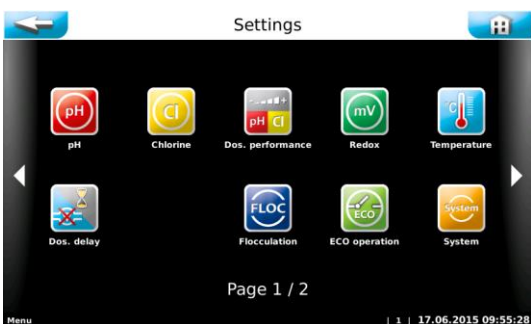 Settings
pH
Cl
pH Cl
mV
°C
pH
Chlorine
Dos. performance
Redox
Temperature
FLOC
ECO
System
Dos. delay
Flocculation
ECO operation
System
Page 1 / 2
Menu
| 1 | 17.06.2015 09:55:28